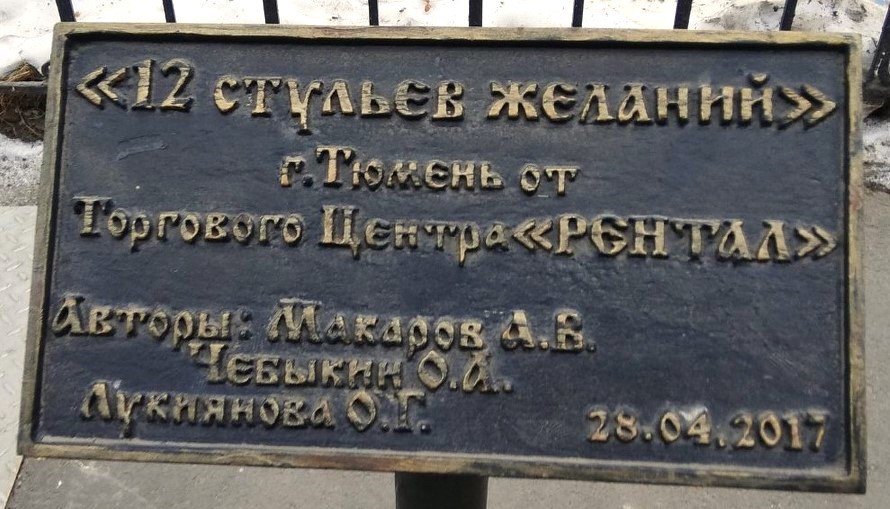 «12 стульев желаний»
г. Тюмень от
Торгового Центра «РЕНТАЛ»
Авторы: Макаров А.В.
Чебыкин О.А.
Лукиянова О.Г.
28.04.2017